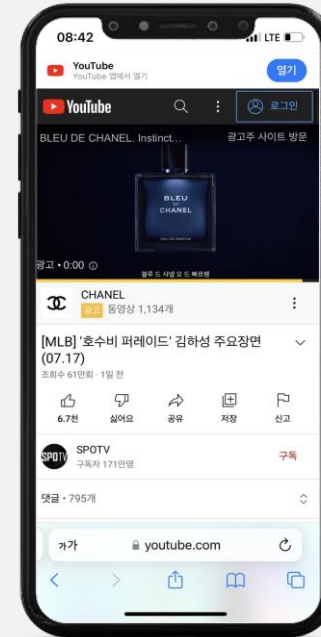 08:42
LTE
YouTube
YouTube 앱에서 열기
열기
YouTube
로그인
BLEU DE CHANEL. Instinct...
광고주 사이트 방문
BLEU
DE
CHANEL
광고 • 0:00
블루 드 샤넬 오 드 빠르펭
CHANEL
광고 동영상 1,134개
[MLB] '호수비 퍼레이드' 김하성 주요장면
(07.17)
조회수 61만회 · 1일 전
6.7천
싫어요
공유
저장
신고
SPOTV
SPOTV
구독자 171만명
구독
댓글 • 795개
가가
youtube.com